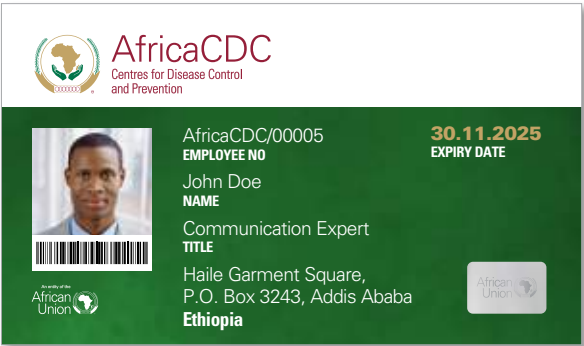 AfricaCDC
Centres for Disease Control
and Prevention
AfricaCDC/00005
EMPLOYEE NO
30.11.2025
EXPIRY DATE
John Doe
NAME
Communication Expert
TITLE
Haile Garment Square,
P.O. Box 3243, Addis Ababa
Ethiopia
An entity of the
African
Union
African
Union